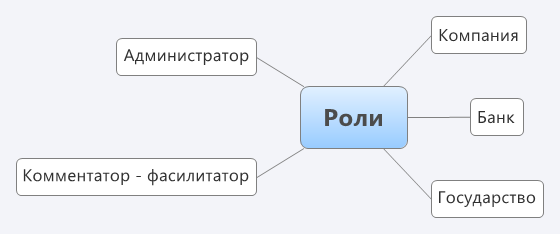 Компания
Администратор
Роли
Банк
Комментатор - фасилитатор
Государство